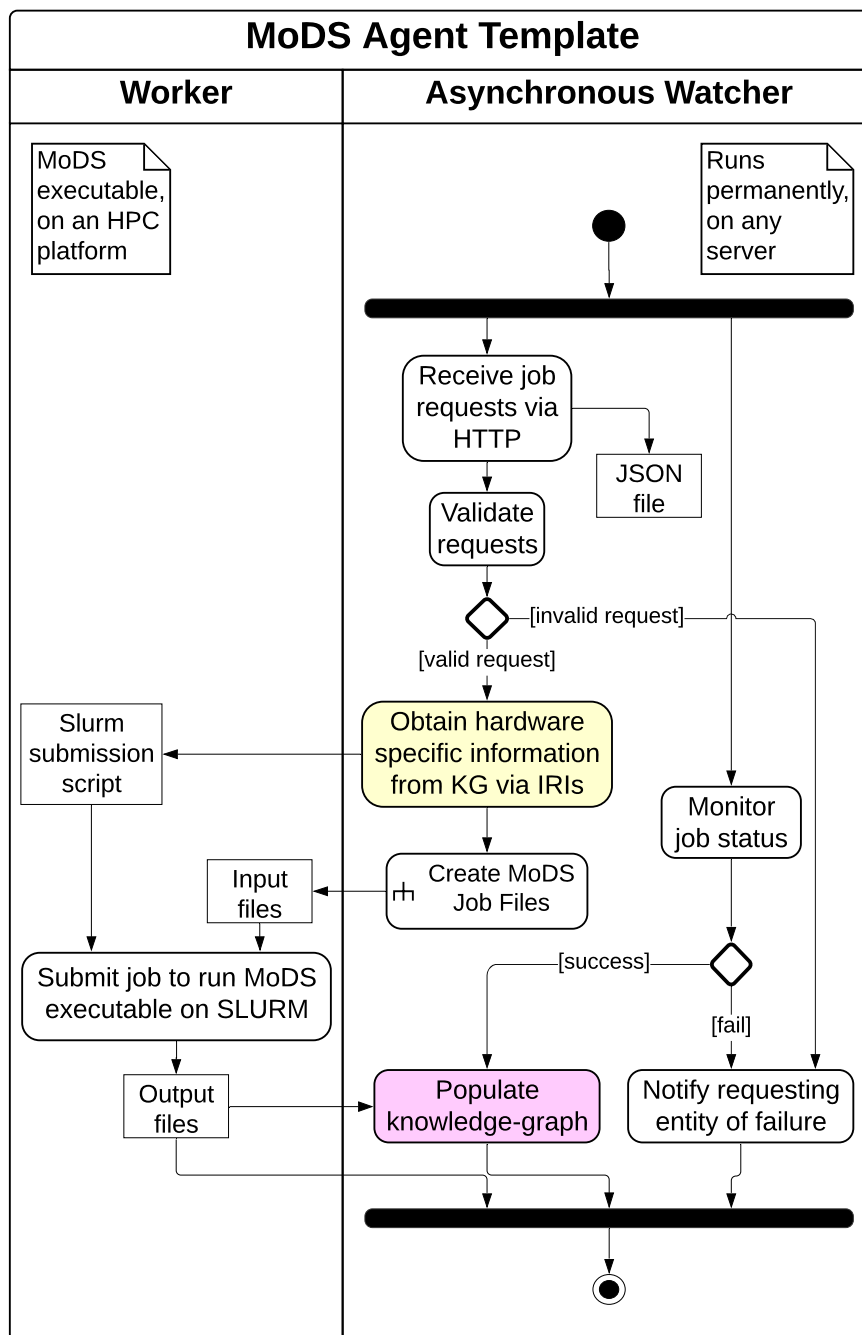 MoDS Agent Template
Worker
Asynchronous Watcher
MoDS
executable,
on an HPC
platform
Runs
permanently,
on any
server
Receive job
requests via
HTTP
JSON
file
Validate
requests
[invalid request]
[valid request]
Obtain hardware
specific information
from KG via IRIs
Slurm
submission
script
Monitor
job status
Create MoDS
Job Files
Input
files
Submit job to run MoDS
executable on SLURM
[success]
[fail]
Output
files
Populate
knowledge-graph
Notify requesting
entity of failure